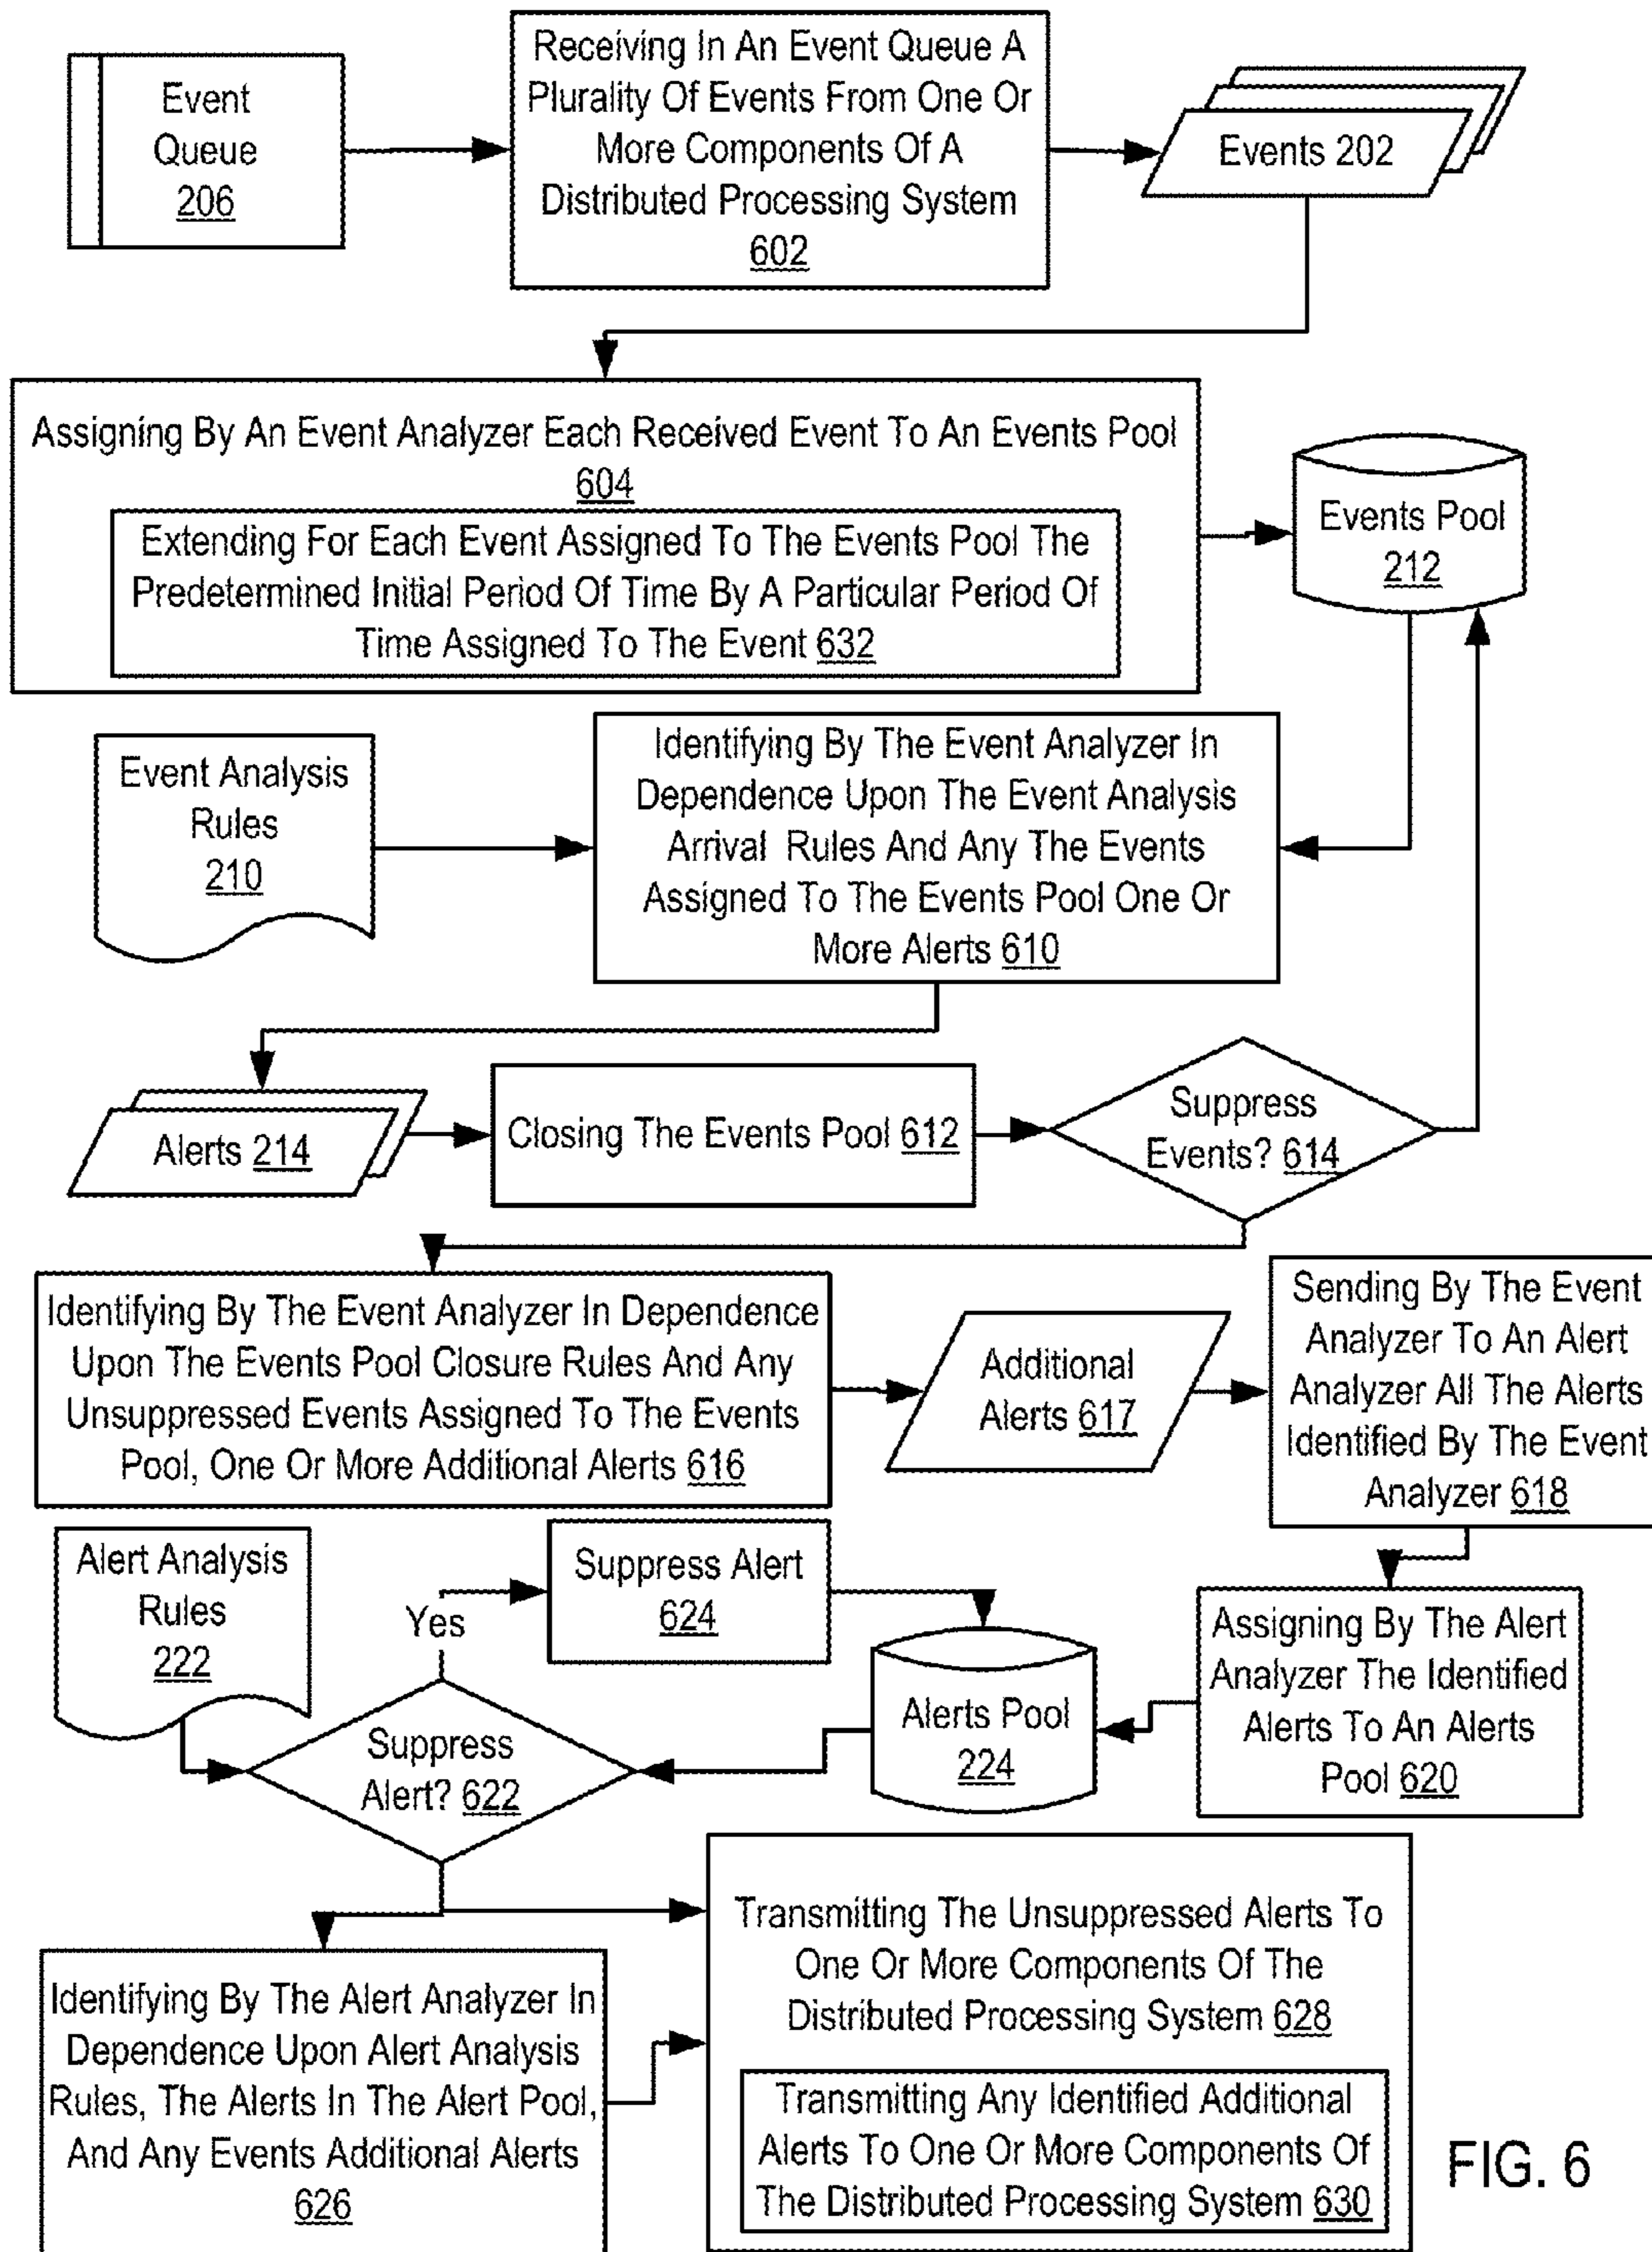 Event
Queue
206
Receiving In An Event Queue A
Plurality Of Events From One Or
More Components Of A
Distributed Processing System
602
Events 202
Assigning By An Event Analyzer Each Received Event To An Events Pool
604
Extending For Each Event Assigned To The Events Pool The
Predetermined Initial Period Of Time By A Particular Period Of
Time Assigned To The Event 632
Events Pool
212
Event Analysis
Rules
210
Identifying By The Event Analyzer In
Dependence Upon The Event Analysis
Arrival Rules And Any The Events
Assigned To The Events Pool One Or
More Alerts 610
Alerts 214
Closing The Events Pool 612
Suppress
Events? 614
Identifying By The Event Analyzer In Dependence
Upon The Events Pool Closure Rules And Any
Unsuppressed Events Assigned To The Events
Pool, One Or More Additional Alerts 616
Additional
Alerts 617
Sending By The Event
Analyzer To An Alert
Analyzer All The Alerts
Identified By The Event
Analyzer 618
Alert Analysis
Rules
222
Yes
Suppress Alert
624
Alerts Pool
224
Assigning By The Alert
Analyzer The Identified
Alerts To An Alerts
Pool 620
Suppress
Alert? 622
Identifying By The Alert Analyzer In
Dependence Upon Alert Analysis
Rules, The Alerts In The Alert Pool,
And Any Events Additional Alerts
626
Transmitting The Unsuppressed Alerts To
One Or More Components Of The
Distributed Processing System 628
Transmitting Any Identified Additional
Alerts To One Or More Components Of
The Distributed Processing System 630
FIG. 6